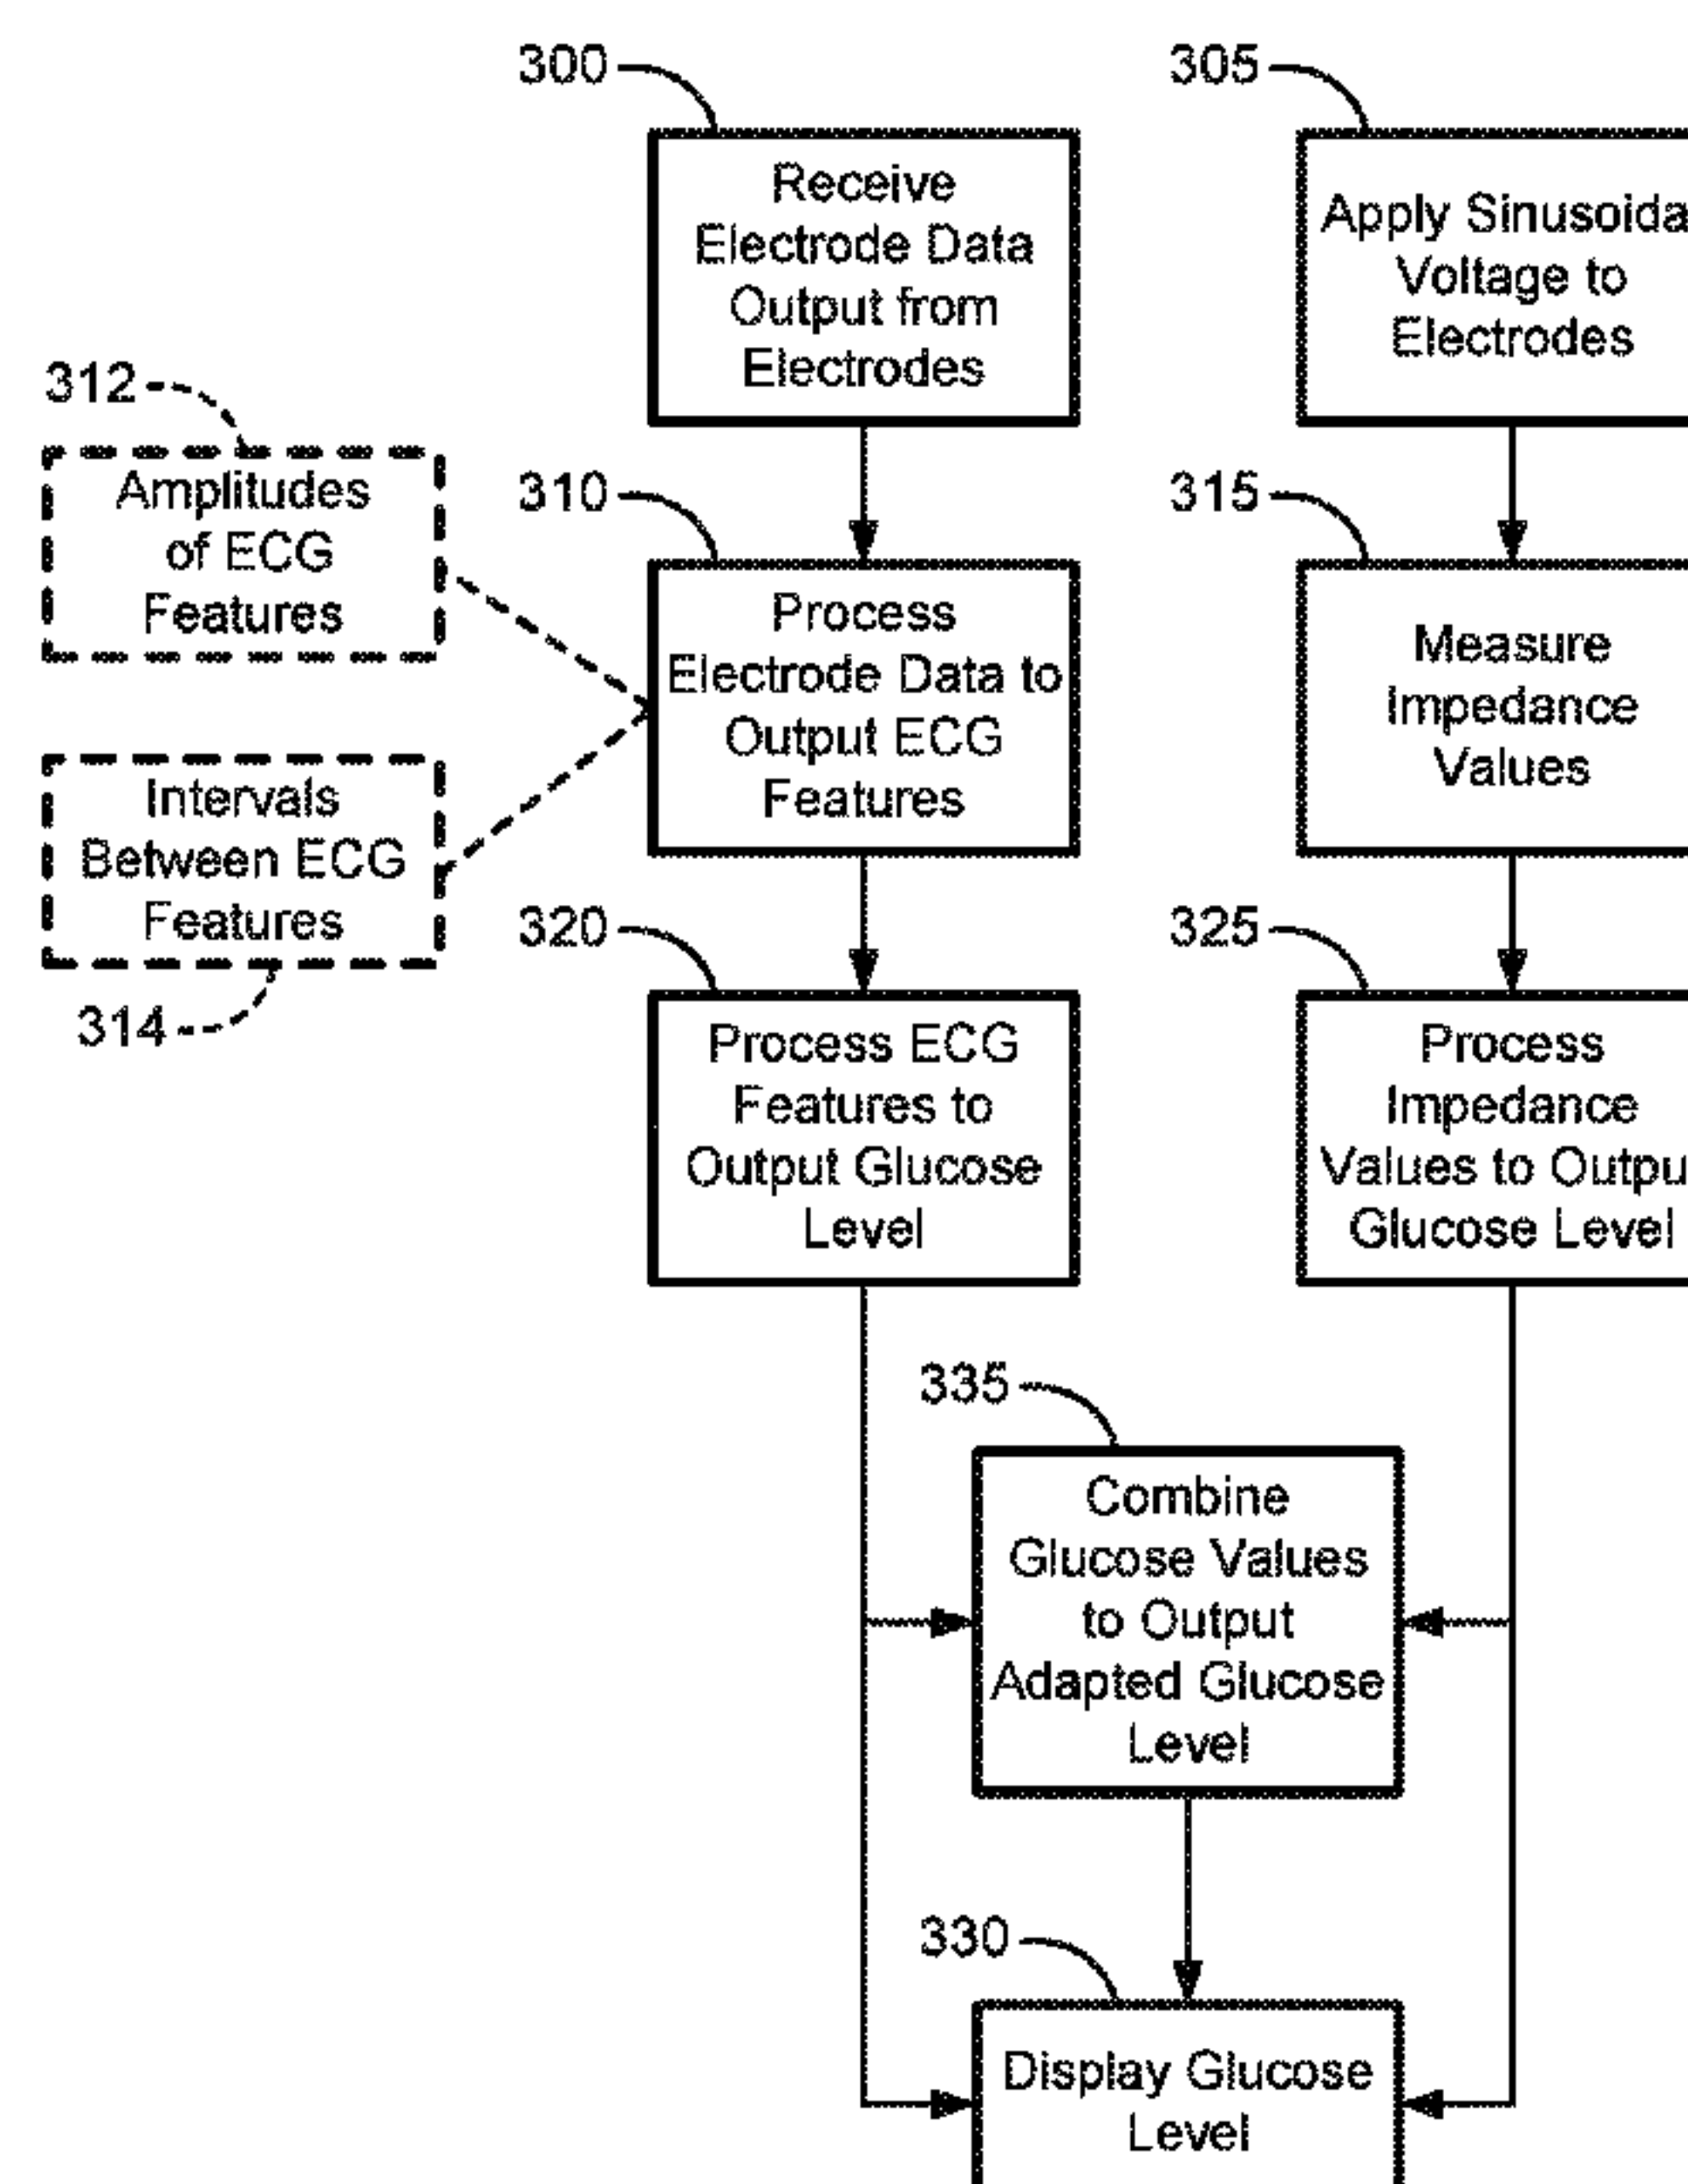 300
305
Receive
Electrode Data
Output from
Electrodes
Apply Sinusoida
Voltage to
Electrodes
312
Amplitudes
of ECG
Features
310
315
Process
Electrode Data to
Output ECG
Features
Measure
Impedance
Values
Intervals
Between ECG
Features
314
320
325
Process ECG
Features to
Output Glucose
Level
Process
Impedance
Values to Outpu
Glucose Level
335
Combine
Glucose Values
to Output
Adapted Glucose
Level
330
Display Glucose
Level